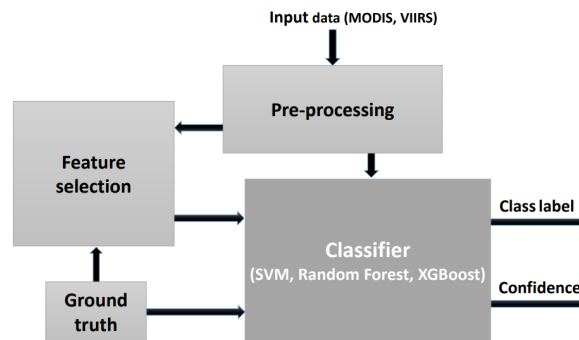 Input data (MODIS, VIIRS)
Pre-processing
Feature
selection
Class label
Classifier
(SVM, Random Forest, XGBoost)
Confidence
Ground
truth